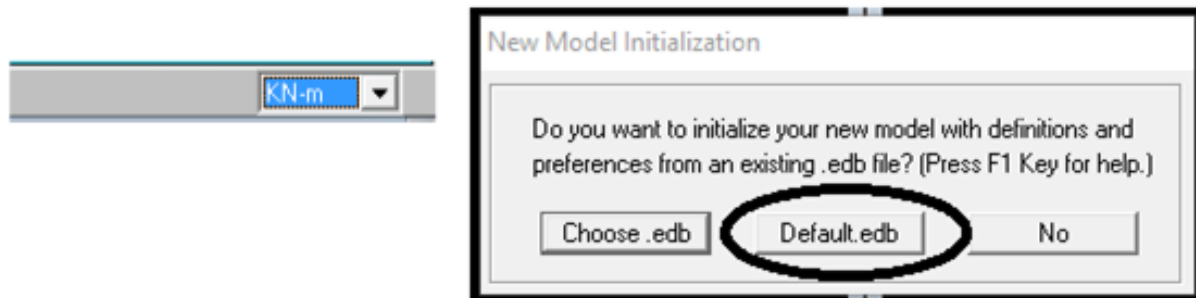 KN-m
New Model Initialization
Do you want to initialize your new model with definitions and
preferences from an existing .edb file? (Press F1 Key for help.)
Choose .edb Default.edb No